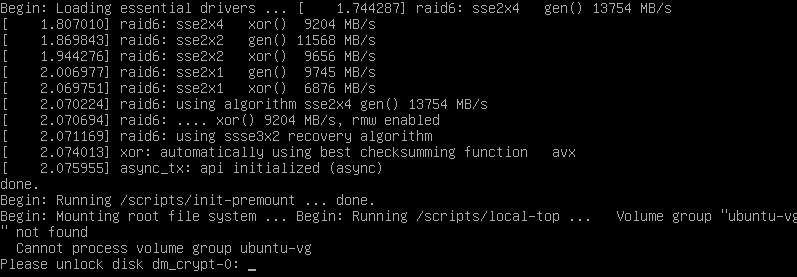 Begin: Loading essential drivers ... [    1.744287] raid6: sse2x4   gen() 13754 MB/s
[    1.807010] raid6: sse2x4   xor()  9204 MB/s
[    1.869843] raid6: sse2x2   gen() 11568 MB/s
[    1.944276] raid6: sse2x2   xor()  9656 MB/s
[    2.006977] raid6: sse2x1   gen()  9745 MB/s
[    2.069751] raid6: sse2x1   xor()  6876 MB/s
[    2.070224] raid6: using algorithm sse2x4 gen() 13754 MB/s
[    2.070694] raid6: .... xor() 9204 MB/s, rmw enabled
[    2.071169] raid6: using ssse3x2 recovery algorithm
[    2.074013] xor: automatically using best checksumming function   avx
[    2.075955] async_tx: api initialized (async)
done.
Begin: Running /scripts/init-premount ... done.
Begin: Mounting root file system ... Begin: Running /scripts/local-top ...   Volume group "ubuntu-vg
" not found
  Cannot process volume group ubuntu-vg
Please unlock disk dm_crypt-0: _